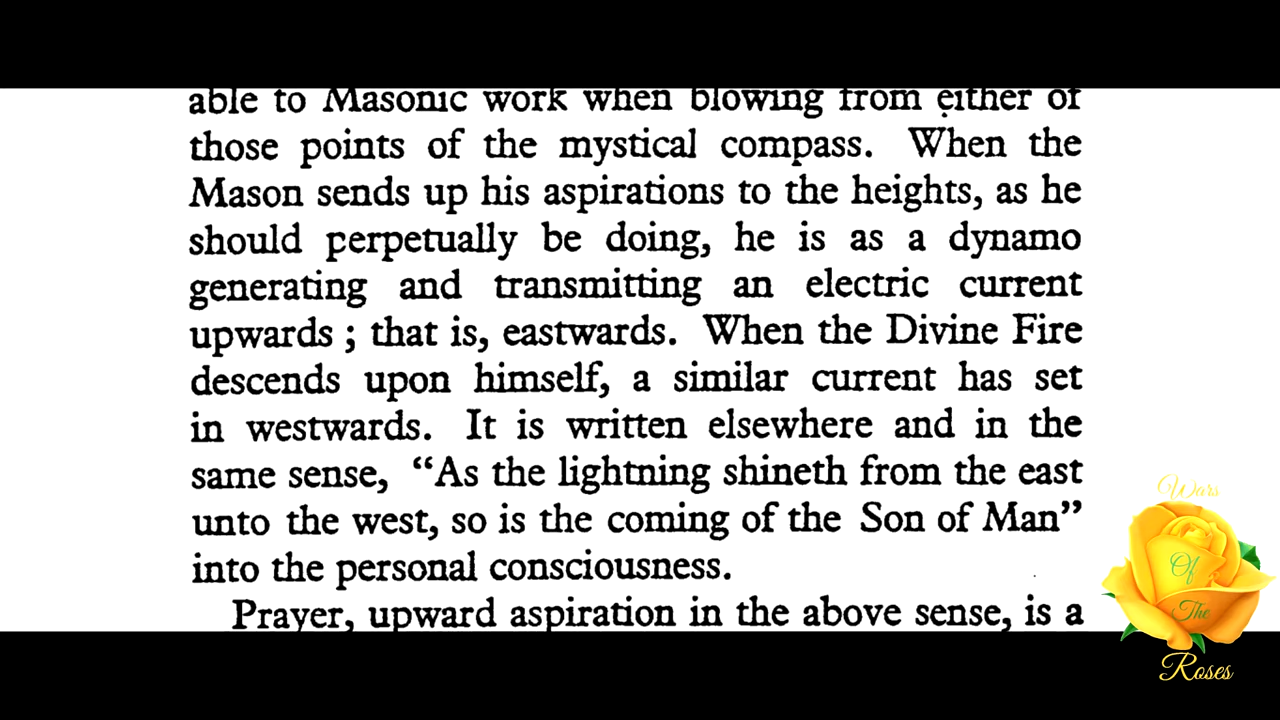 able to Masonic work when blowing from either of
those points of the mystical compass. When the
Mason sends up his aspirations to the heights, as he
should perpetually be doing, he is as a dynamo
generating and transmitting an electric current
upwards ; that is, eastwards. When the Divine Fire
descends upon himself, a similar current has set
in westwards. It is written elsewhere and in the
same sense, “As the lightning shineth from the east
unto the west, so is the coming of the Son of Man”
into the personal consciousness.
Prayer, upward aspiration in the above sense, is a
Wars
Of
The
Roses